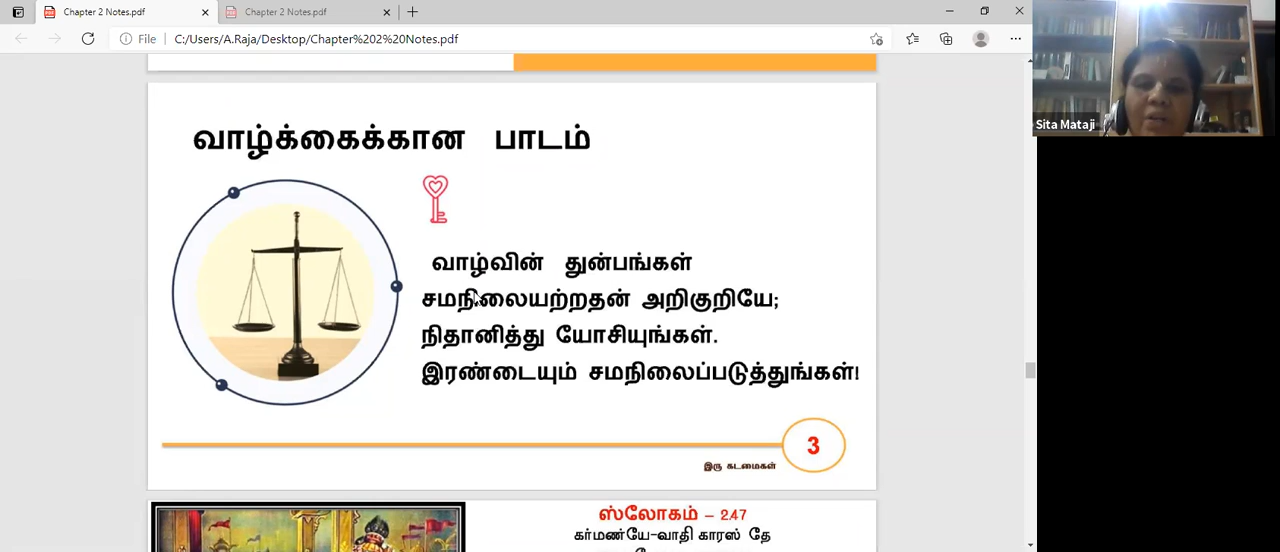 Chapter 2 Notes.pdf
Chapter 2 Notes.pdf
File
C:/Users/A.Raja/Desktop/Chapter%202%20Notes.pdf
Sita Mataji
வாழ்க்கைக்கான பாடம்
வாழ்வின் துன்பங்கள்
சமநிலையற்றதன் அறிகுறியே;
நிதானித்து யோசியுங்கள்.
இரண்டையும் சமநிலைப்படுத்துங்கள்!
3
இரு கடமைகள்
ஸ்லோகம் – 2.47
கர்மண்யே-வாதி காரஸ் தே